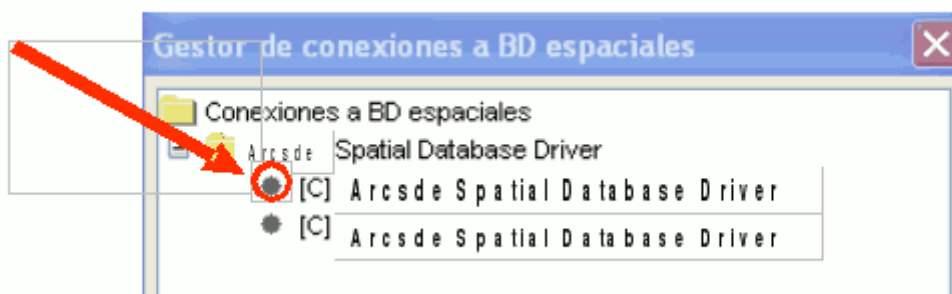 Gestor de conexiones a BD espaciales
Conexiones a BD espaciales
Arcsde Spatial Database Driver
[C] Arcsde Spatial Database Driver
[C] Arcsde Spatial Database Driver